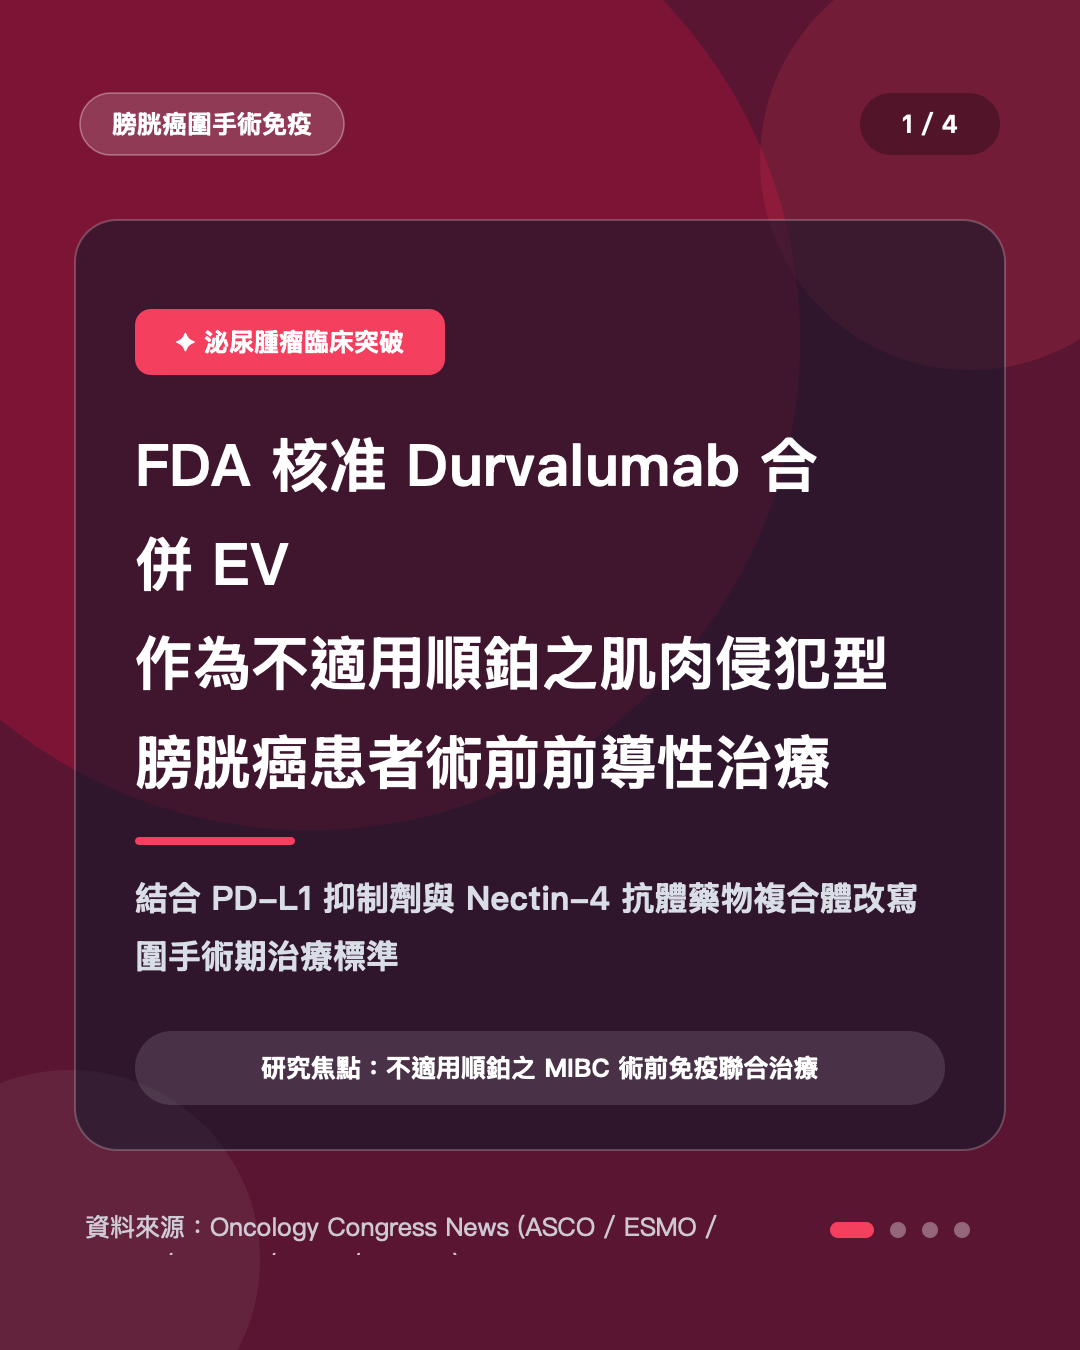 膀胱癌圍手術免疫
1 / 4
✦ 泌尿腫瘤臨床突破
FDA 核准 Durvalumab 合
併 EV
作為不適用順鉑之肌肉侵犯型
膀胱癌患者術前前導性治療
結合 PD-L1 抑制劑與 Nectin-4 抗體藥物複合體改寫
圍手術期治療標準
研究焦點：不適用順鉑之 MIBC 術前免疫聯合治療
資料來源：Oncology Congress News (ASCO / ESMO /